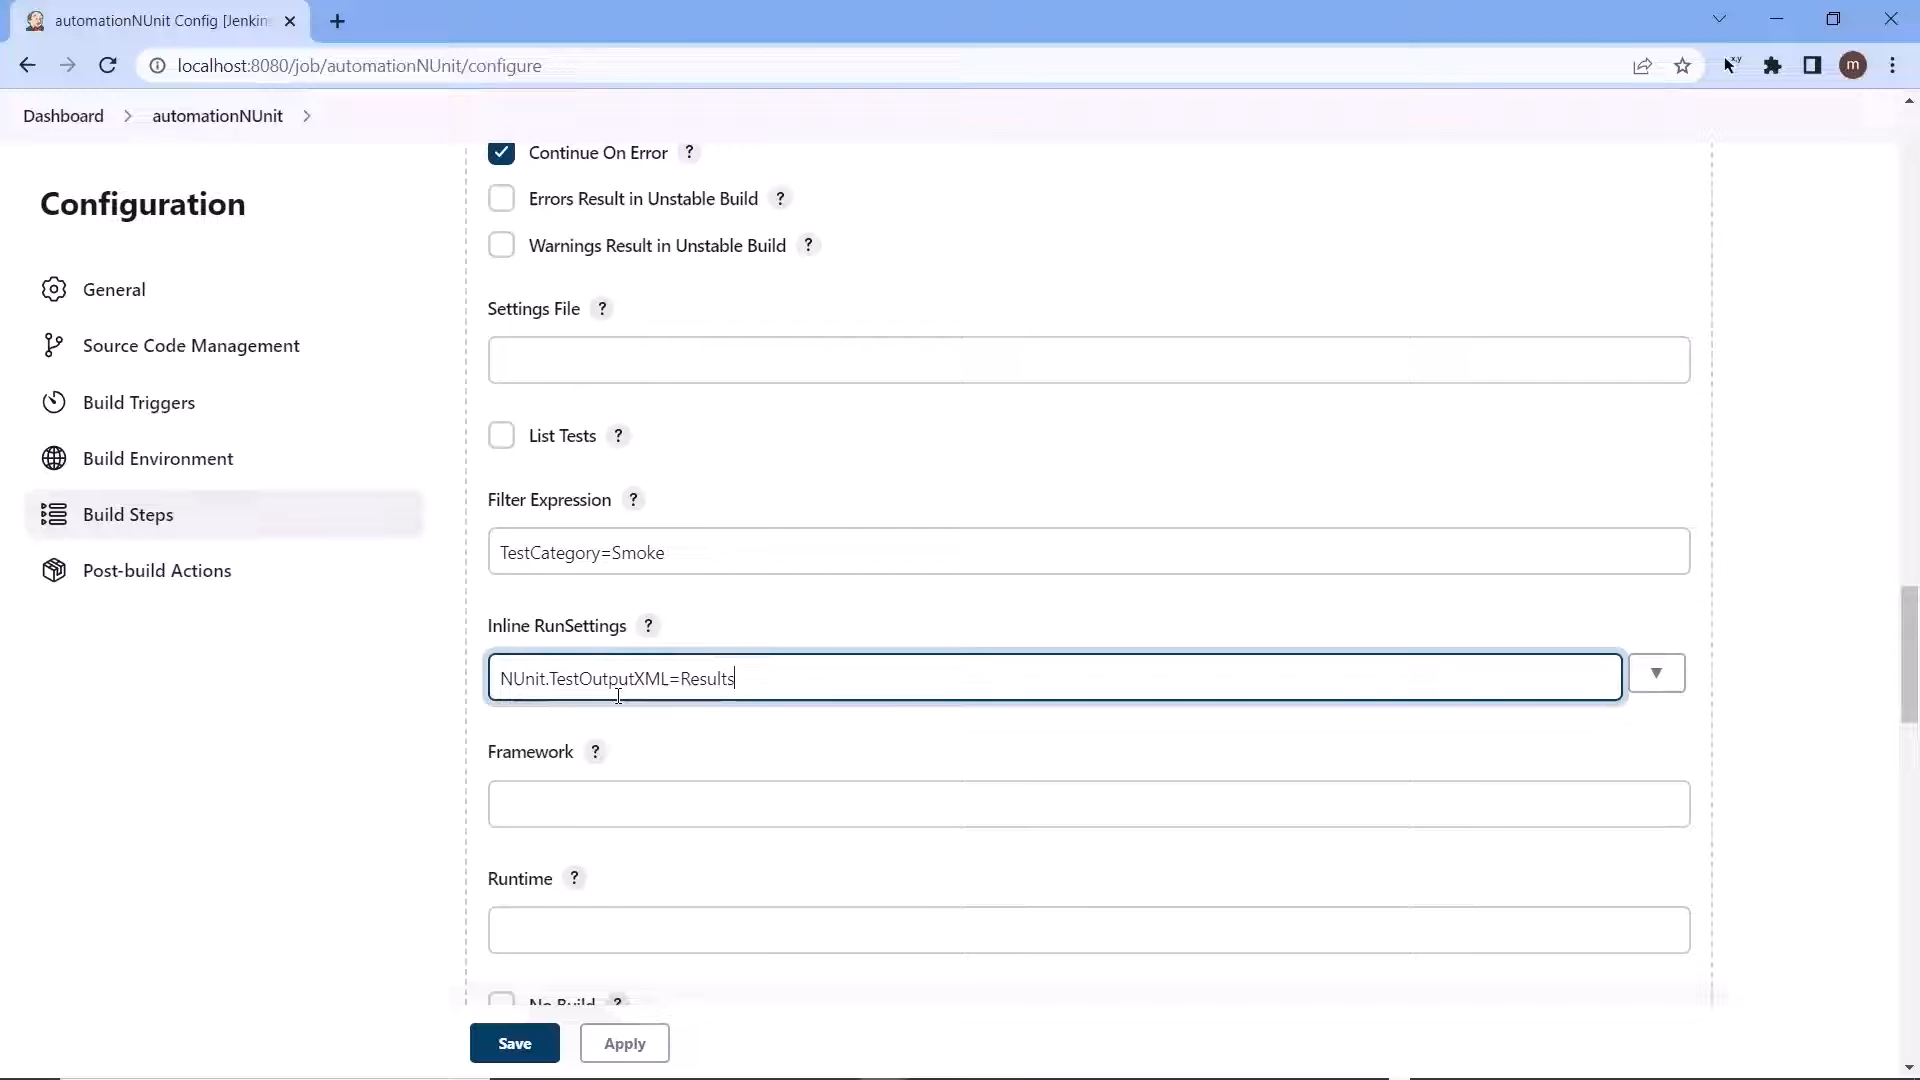 automationNUnit Config [Jenkin
localhost:8080/job/automationNUnit/configure
m
Dashboard > automationNUnit >
Configuration
General
Source Code Management
Build Triggers
Build Environment
Build Steps
Post-build Actions
Continue On Error ?
Errors Result in Unstable Build ?
Warnings Result in Unstable Build ?
Settings File ?
List Tests ?
Filter Expression ?
TestCategory=Smoke
Inline RunSettings ?
NUnit.TestOutputXML=Results
Framework ?
Runtime ?
No Build ?
Save Apply